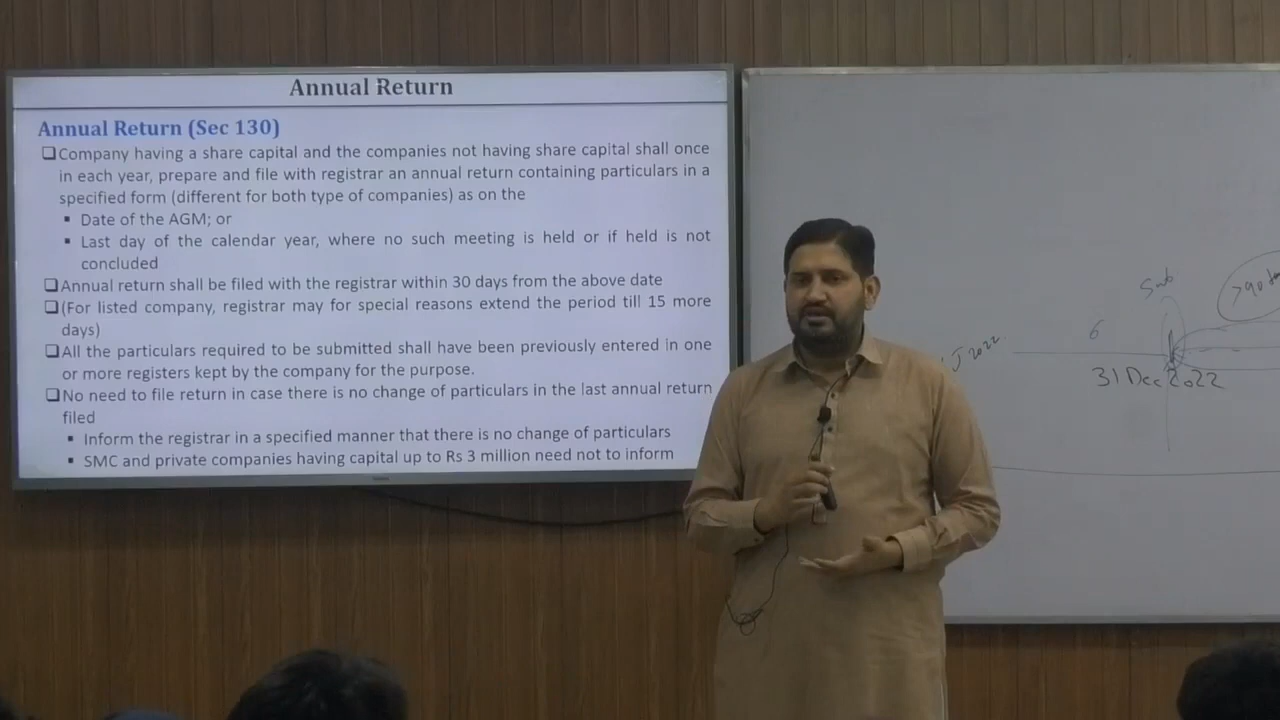 Annual Return
Annual Return (Sec 130)
❑Company having a share capital and the companies not having share capital shall once
in each year, prepare and file with registrar an annual return containing particulars in a
specified form (different for both type of companies) as on the
▪ Date of the AGM; or
▪ Last day of the calendar year, where no such meeting is held or if held is not
concluded
❑Annual return shall be filed with the registrar within 30 days from the above date
❑(For listed company, registrar may for special reasons extend the period till 15 more
days)
❑All the particulars required to be submitted shall have been previously entered in one
or more registers kept by the company for the purpose.
❑No need to file return in case there is no change of particulars in the last annual return
filed
▪ Inform the registrar in a specified manner that there is no change of particulars
▪ SMC and private companies having capital up to Rs 3 million need not to inform
Sub
>90
6
J 2022
31 Dec 2022